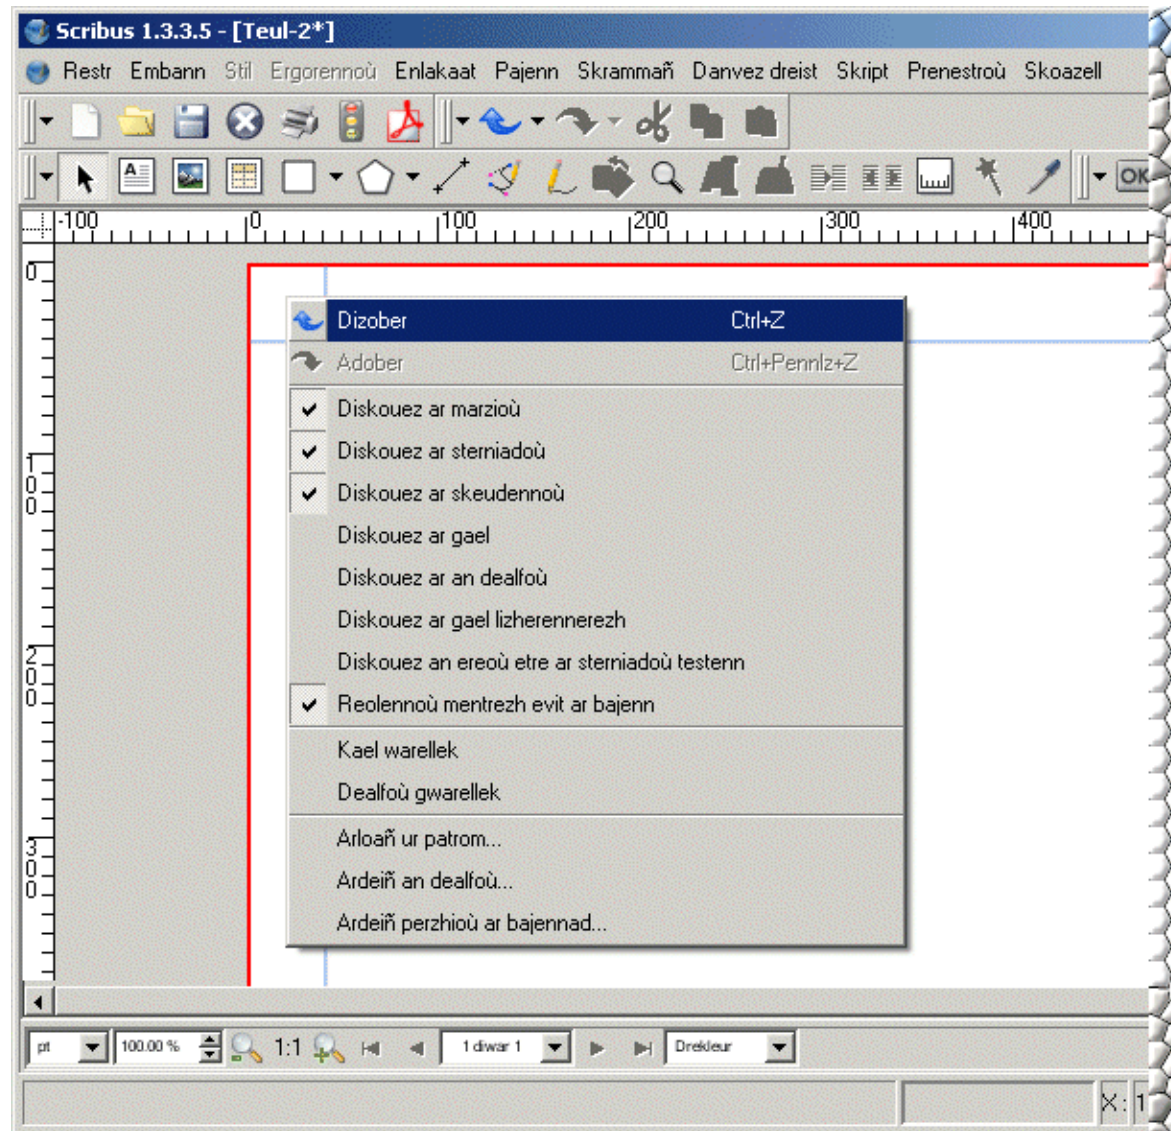 Scribus 1.3.3.5 - [Teul-2*]
Restr Embann Stil Ergorennoù Enlakaat Pajenn Skrammañ Danvez dreist Skript Prenestroù Skoazell
OK
-100 0 100 200 300 400
0
Dizober Ctrl+Z
Adober Ctrl+Pennlz+Z
Diskouez ar marzioù
Diskouez ar sterniadoù
100
Diskouez ar skeudennoù
Diskouez ar gael
Diskouez ar an dealfoù
Diskouez ar gael lizherennerezh
Diskouez an ereoù etre ar sterniadoù testenn
200
Reolennoù mentrezh evit ar bajenn
Kael warellek
Dealfoù gwarellek
Arloañ ur patrom...
300
Ardeiñ an dealfoù...
Ardeiñ perzhioù ar bajennad...
pt 100.00 % 1:1 1 diwar 1 Drekleur
X: 1